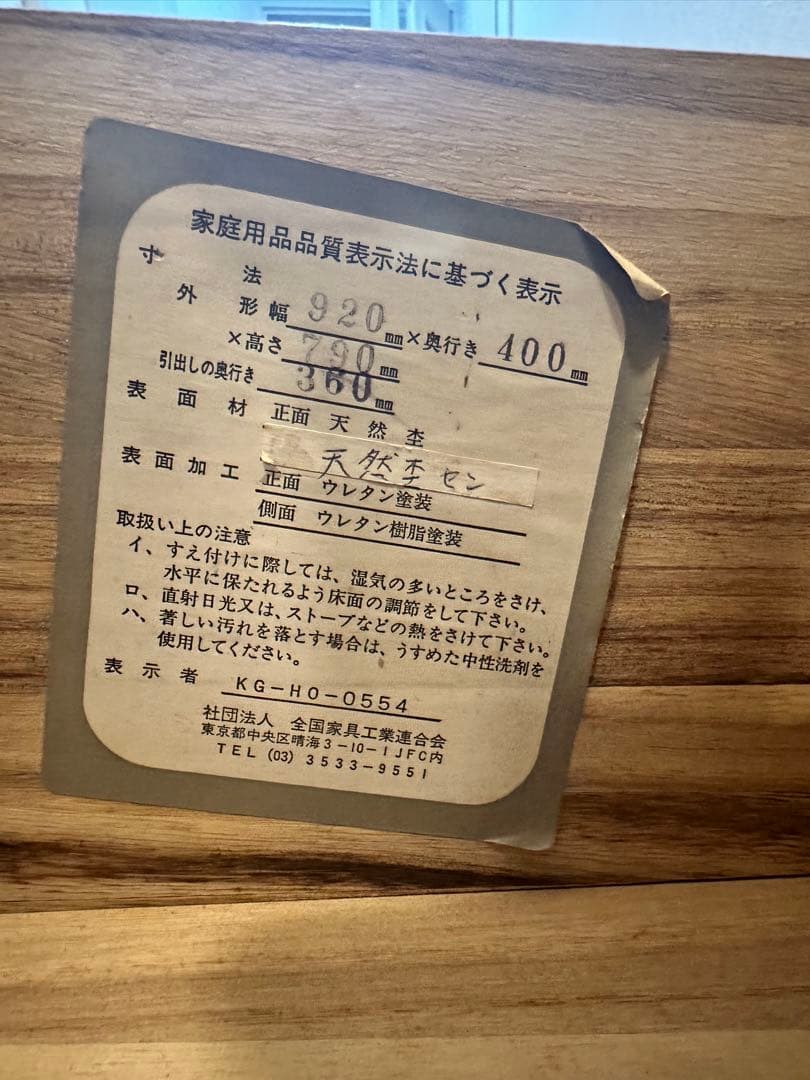 家庭用品品質表示法に基づく表示
寸法
外形幅 920mm×奥行き 400mm
×高さ 790mm
引出しの奥行き 360mm
表面材 正面 天然杢
天然杢 セン
表面加工 正面 ウレタン塗装
側面 ウレタン樹脂塗装
取扱い上の注意
イ、すえ付けに際しては、湿気の多いところをさけ、
水平に保たれるよう床面の調節をして下さい。
ロ、直射日光又は、ストーブなどの熱をさけて下さい。
ハ、著しい汚れを落とす場合は、うすめた中性洗剤を
使用してください。
表示者 KG-HO-0554
社団法人 全国家具工業連合会
東京都中央区晴海3-10-1JFC内
TEL (03) 3533-9551